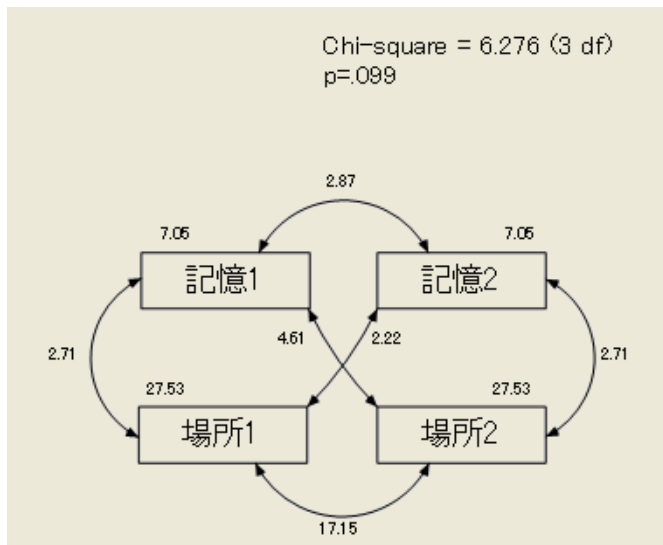 Chi-square = 6.276 (3 df)
p=.099
2.87
7.05
7.05
記憶1
記憶2
4.61
2.22
2.71
2.71
27.53
27.53
場所1
場所2
17.15